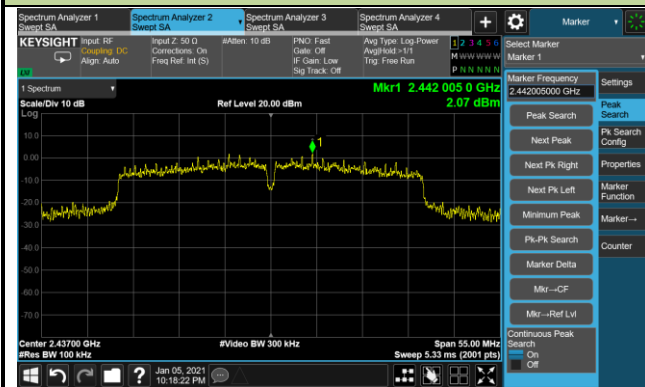 Spectrum Analyzer 1
Swept SA
Spectrum Analyzer 2
Swept SA
Spectrum Analyzer 3
Swept SA
Spectrum Analyzer 4
Swept SA
+
Marker
KEYSIGHT
Input: RF
Coupling: DC
Align: Auto
Input Z: 50 Ω
Corrections: On
Freq Ref: Int (S)
#Atten: 10 dB
PNO: Fast
Gate: Off
IF Gain: Low
Sig Track: Off
Avg Type: Log-Power
Avg|Hold:>1/1
Trig: Free Run
1 2 3 4 5 6
M W W W W W
P N N N N N
LV
Select Marker
Marker 1
1 Spectrum
Scale/Div 10 dB
Ref Level 20.00 dBm
Mkr1 2.442 005 0 GHz
2.07 dBm
Log
10.0
0.00
-10.0
-20.0
-30.0
-40.0
-50.0
-60.0
-70.0
1
Center 2.43700 GHz
#Res BW 100 kHz
#Video BW 300 kHz
Span 55.00 MHz
Sweep 5.33 ms (2001 pts)
Marker Frequency
2.442005000 GHz
Peak Search
Next Peak
Next Pk Right
Next Pk Left
Minimum Peak
Pk-Pk Search
Marker Delta
Mkr→CF
Mkr→Ref Lvl
Continuous Peak
Search
On
Off
Settings
Peak
Search
Pk Search
Config
Properties
Marker
Function
Marker→
Counter
?
Jan 05, 2021
10:18:22 PM